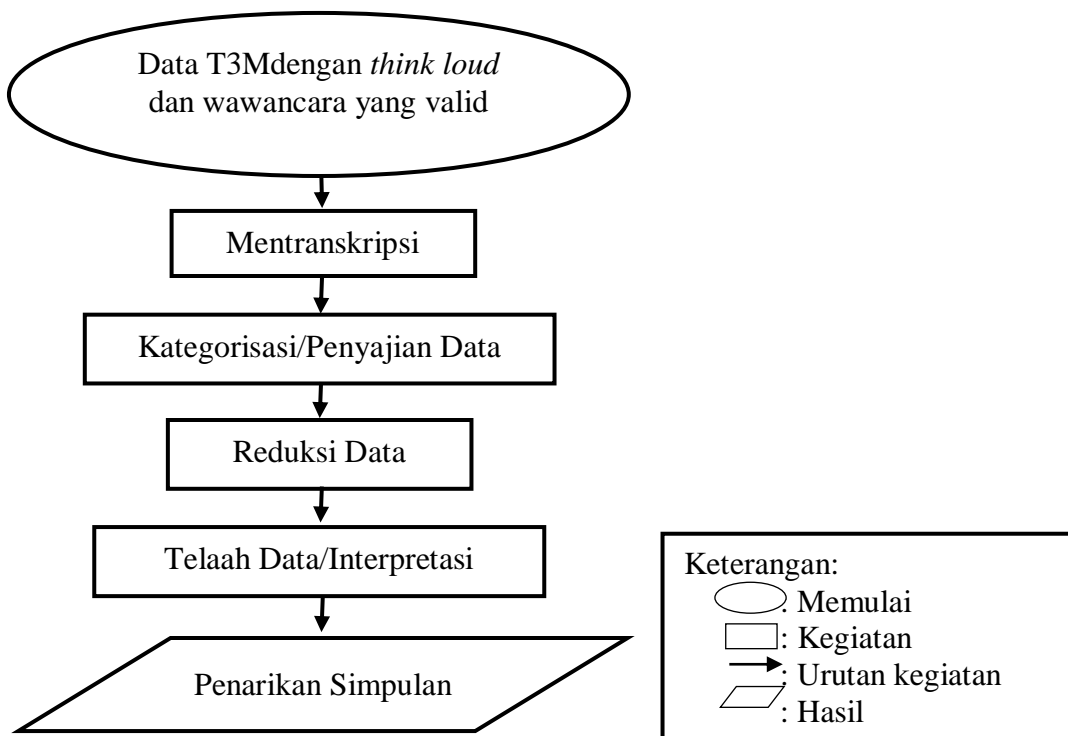 Data T3Mdengan think loud
dan wawancara yang valid
Mentranskripsi
Kategorisasi/Penyajian Data
Reduksi Data
Telaah Data/Interpretasi
Penarikan Simpulan
Keterangan:
: Memulai
: Kegiatan
: Urutan kegiatan
: Hasil